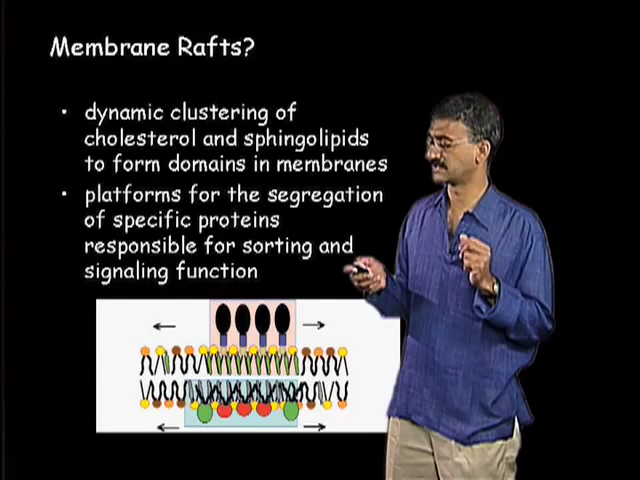 Membrane Rafts?
• dynamic clustering of
cholesterol and sphingolipids
to form domains in membranes
• platforms for the segregation
of specific proteins
responsible for sorting and
signaling function